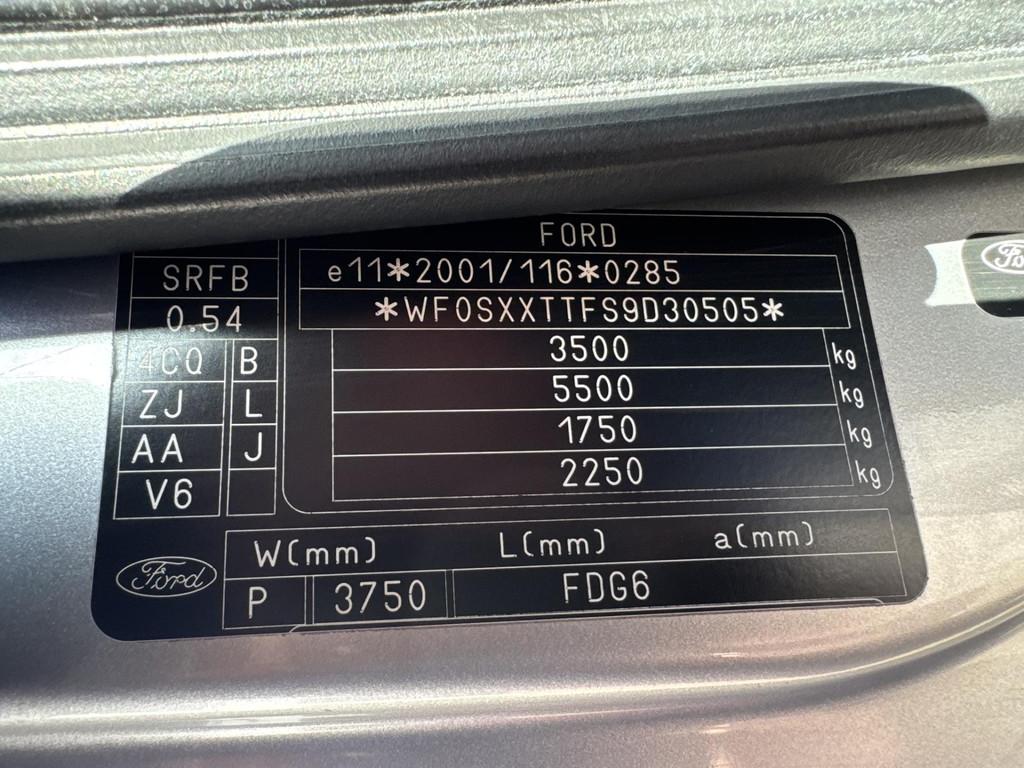 FORD
e11*2001/116*0285
*WF0SXXTTFS9D30505*
3500 kg
5500 kg
1750 kg
2250 kg
SRFB
0.54
4CQ B
ZJ L
AA J
V6
Ford
W(mm) L(mm) a(mm)
P 3750 FDG6